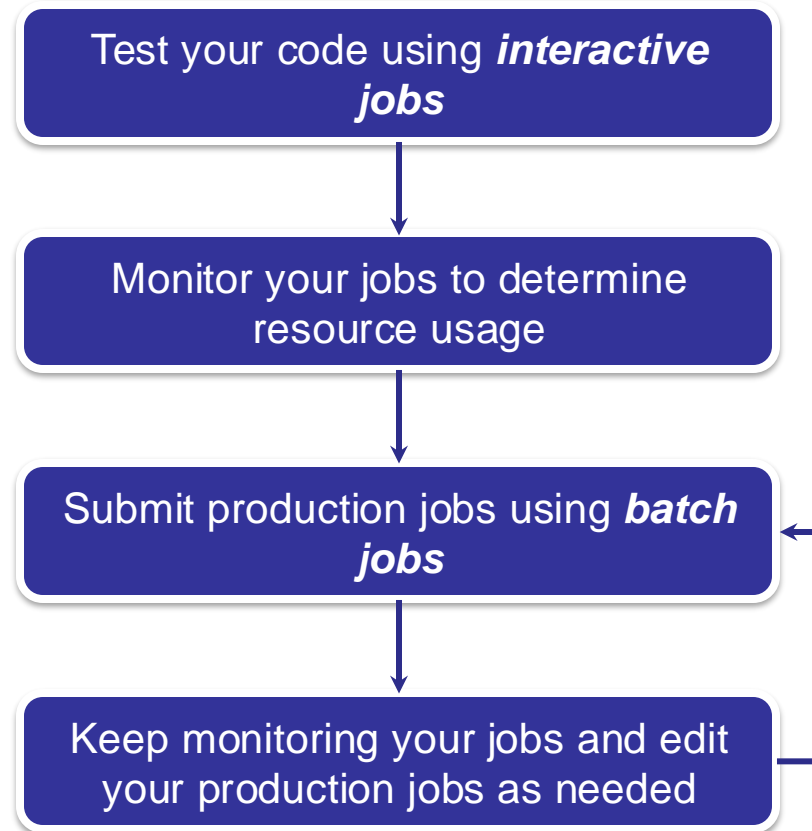 Test your code using interactive
jobs
Monitor your jobs to determine
resource usage
Submit production jobs using batch
jobs
Keep monitoring your jobs and edit
your production jobs as needed